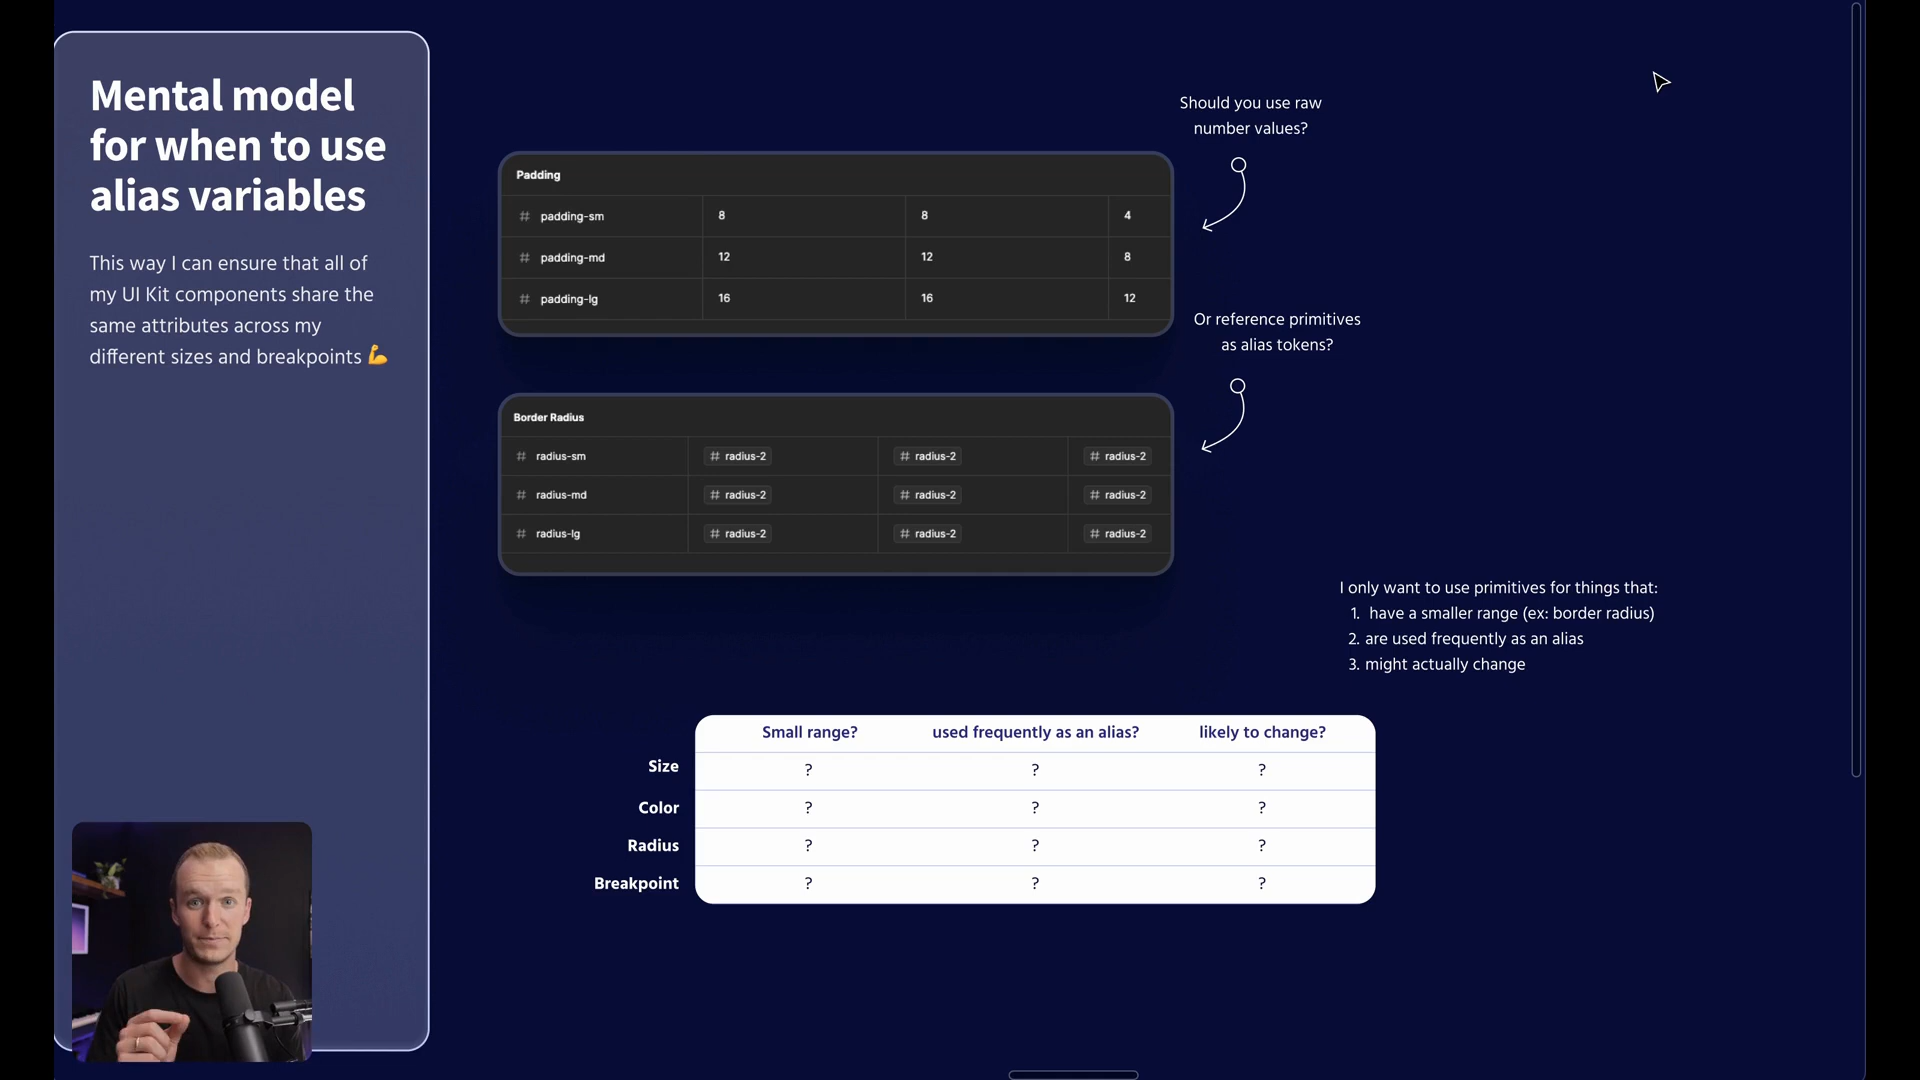 Mental model
for when to use
alias variables
This way I can ensure that all of
my UI Kit components share the
same attributes across my
different sizes and breakpoints 💪
Should you use raw
number values?
Padding
# padding-sm 8 8 4
# padding-md 12 12 8
# padding-lg 16 16 12
Or reference primitives
as alias tokens?
Border Radius
# radius-sm # radius-2 # radius-2 # radius-2
# radius-md # radius-2 # radius-2 # radius-2
# radius-lg # radius-2 # radius-2 # radius-2
I only want to use primitives for things that:
1. have a smaller range (ex: border radius)
2. are used frequently as an alias
3. might actually change
Small range? used frequently as an alias? likely to change?
Size ? ? ?
Color ? ? ?
Radius ? ? ?
Breakpoint ? ? ?